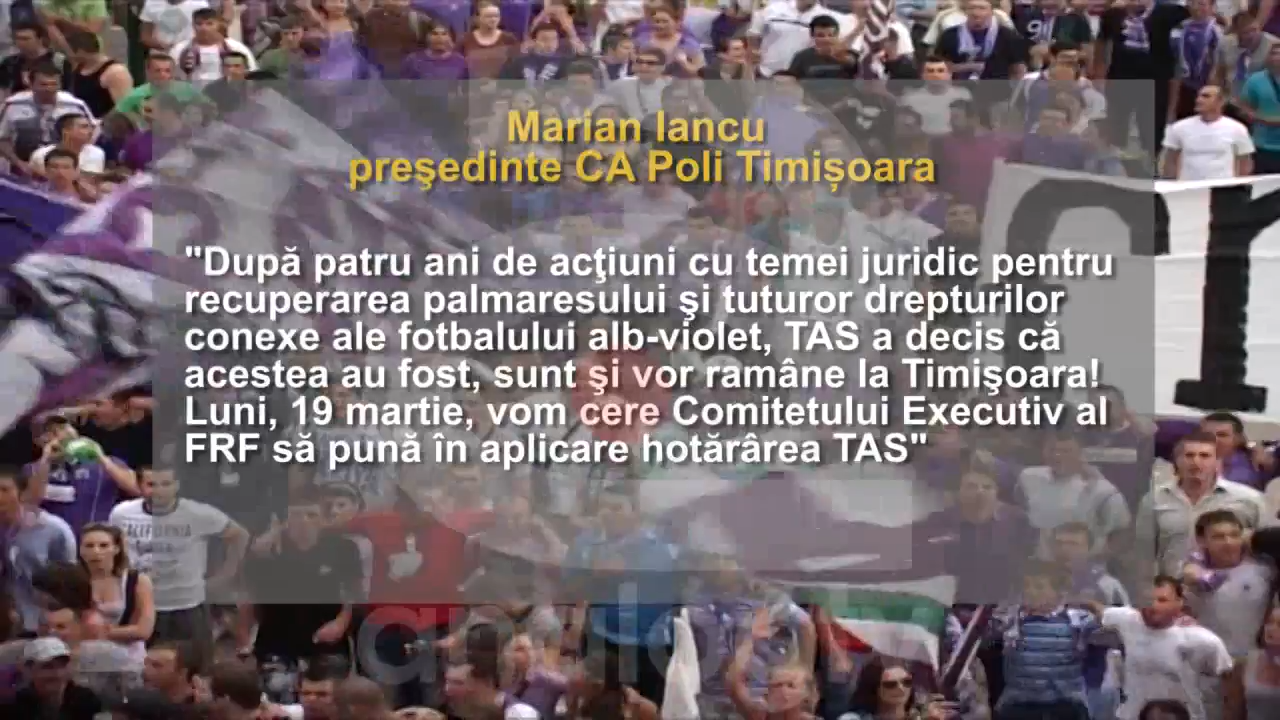 Marian Iancu
preşedinte CA Poli Timișoara
"După patru ani de acţiuni cu temei juridic pentru
recuperarea palmaresului şi tuturor drepturilor
conexe ale fotbalului alb-violet, TAS a decis că
acestea au fost, sunt şi vor ramâne la Timişoara!
Luni, 19 martie, vom cere Comitetului Executiv al
FRF să pună în aplicare hotărârea TAS"
CALIFORNIA